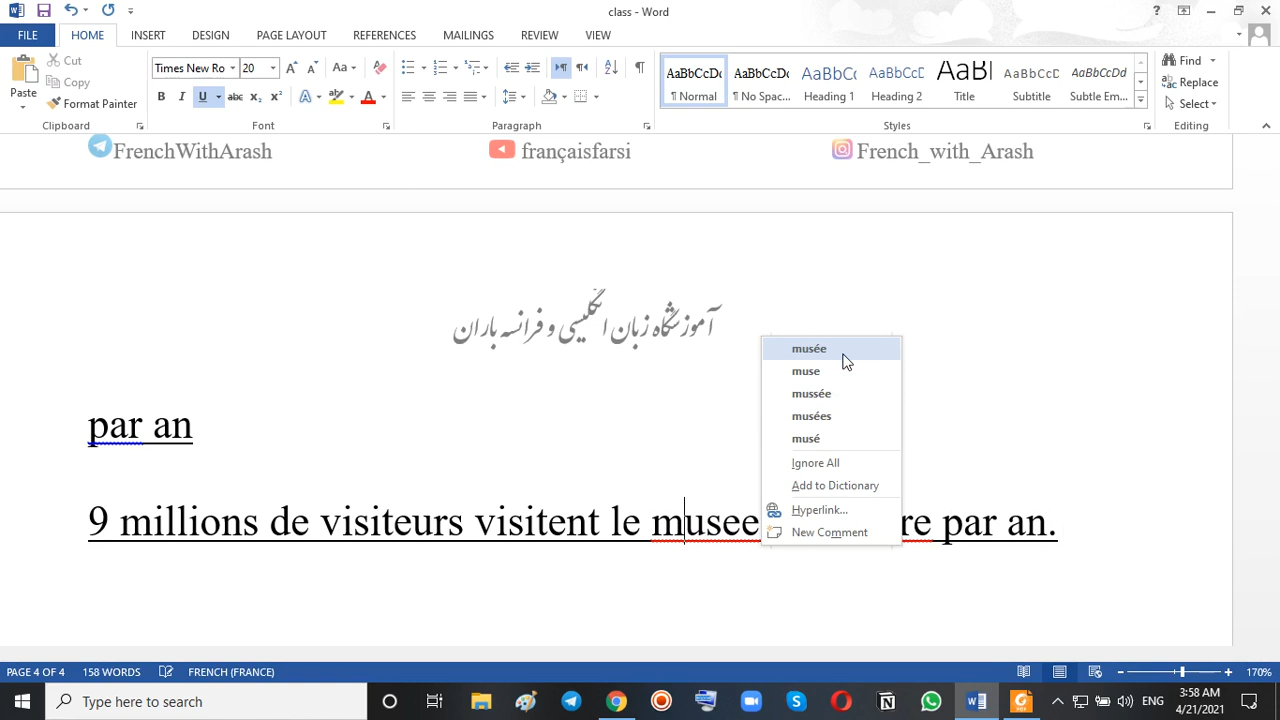 class - Word
FILE HOME INSERT DESIGN PAGE LAYOUT REFERENCES MAILINGS REVIEW VIEW
Paste Cut Copy Format Painter
Times New Ro 20
AaBbCcDc AaBbCcDc AaBbCc AaBbCcD AaB AaBbCcD AaBbCcDc
¶ Normal ¶ No Spac... Heading 1 Heading 2 Title Subtitle Subtle Em...
Find Replace Select
Clipboard Font Paragraph Styles Editing
FrenchWithArash françaisfarsi French_with_Arash
آموزشگاه زبان انگلیسی و فرانسه باران
par an
9 millions de visiteurs visitent le musee re par an.
musée
muse
mussée
musées
musé
Ignore All
Add to Dictionary
Hyperlink...
New Comment
PAGE 4 OF 4 158 WORDS FRENCH (FRANCE) 170%
Type here to search
ENG 3:58 AM
4/21/2021